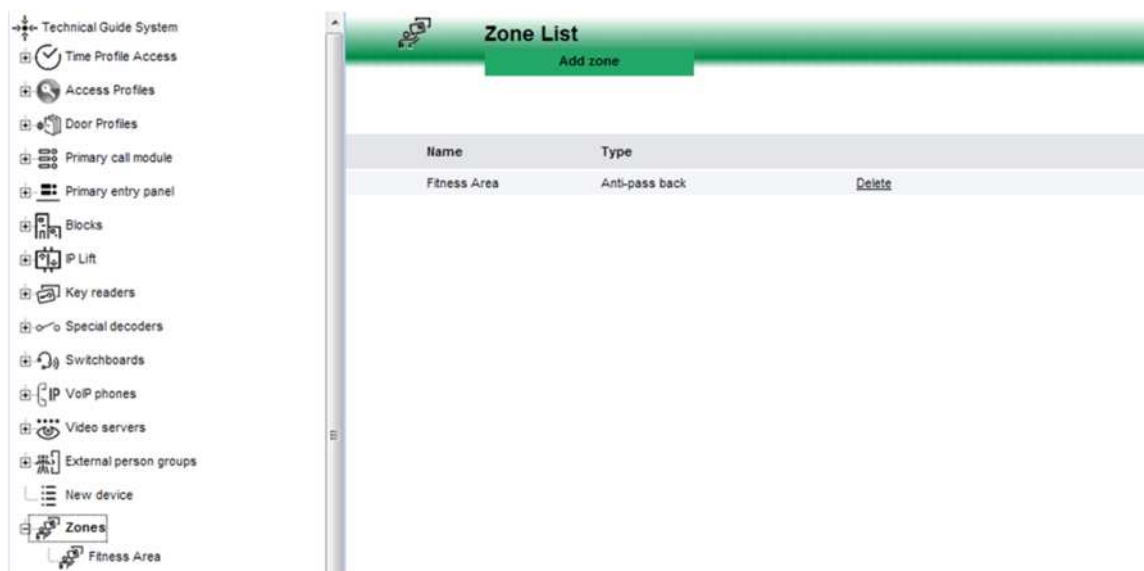 Technical Guide System
Time Profile Access
Access Profiles
Door Profiles
Primary call module
Primary entry panel
Blocks
IP Lift
Key readers
Special decoders
Switchboards
IP VoIP phones
Video servers
External person groups
New device
Zones
Fitness Area
Zone List
Add zone
Name Type
Fitness Area Anti-pass back Delete